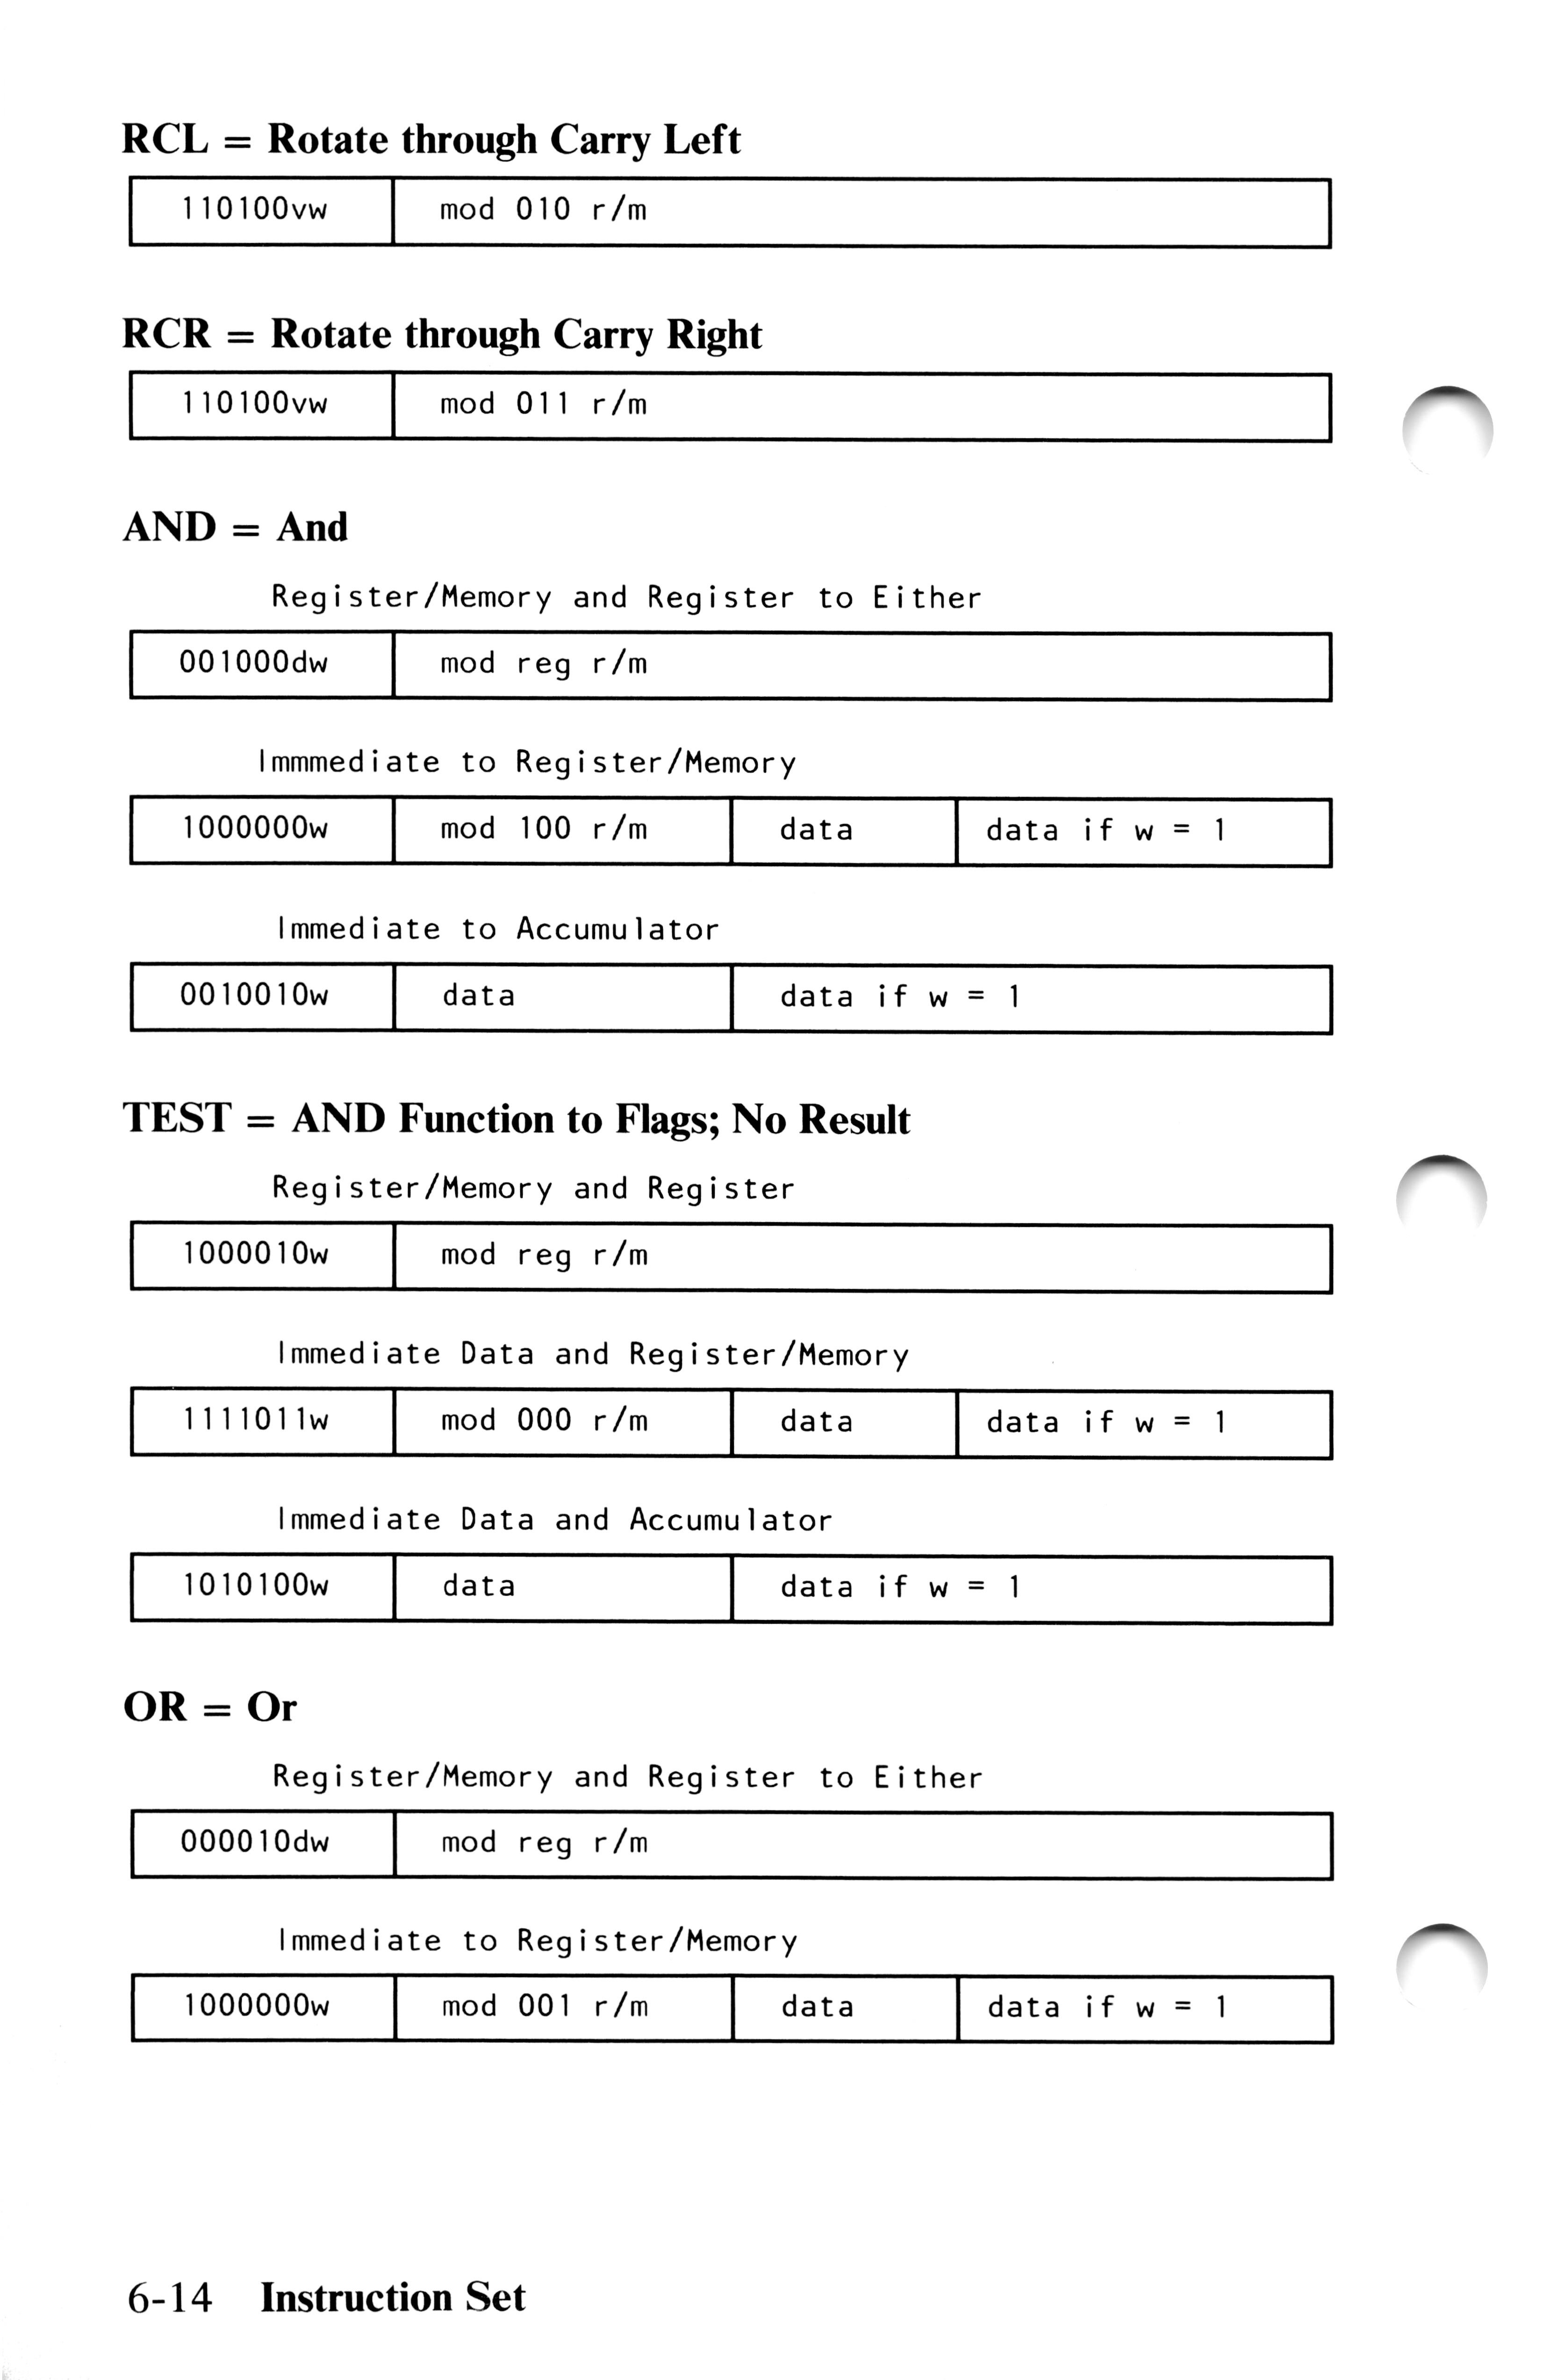 RCL = Rotate through Carry Left
110100vw mod 010 r/m
RCR = Rotate through Carry Right
110100vw mod 011 r/m
AND = And
Register/Memory and Register to Either
001000dw mod reg r/m
Immmediate to Register/Memory
1000000w mod 100 r/m data data if w = 1
Immediate to Accumulator
0010010w data data if w = 1
TEST = AND Function to Flags; No Result
Register/Memory and Register
1000010w mod reg r/m
Immediate Data and Register/Memory
1111011w mod 000 r/m data data if w = 1
Immediate Data and Accumulator
1010100w data data if w = 1
OR = Or
Register/Memory and Register to Either
000010dw mod reg r/m
Immediate to Register/Memory
1000000w mod 001 r/m data data if w = 1
6-14 Instruction Set